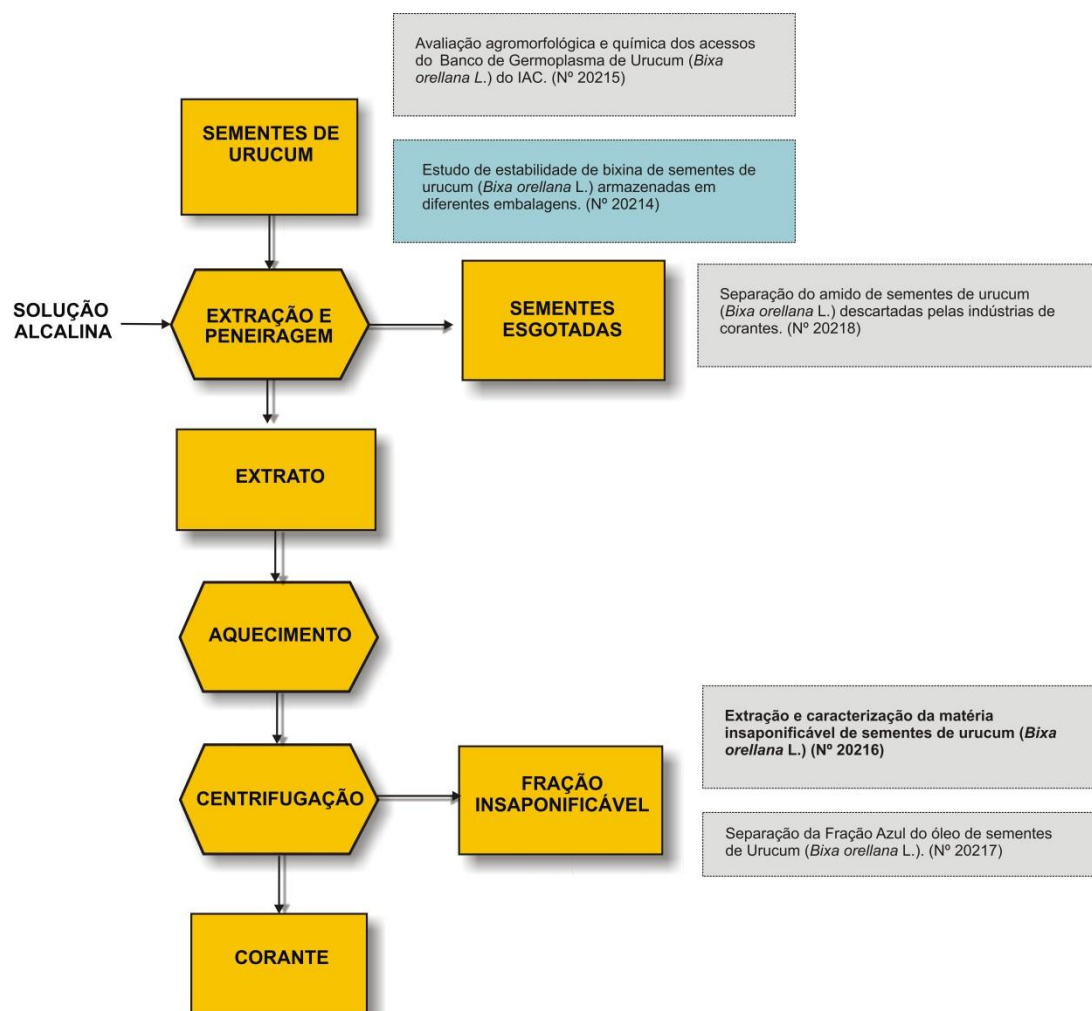 Avaliação agromorfológica e química dos acessos
do Banco de Germoplasma de Urucum (Bixa
orellana L.) do IAC. (Nº 20215)
SEMENTES DE
URUCUM
Estudo de estabilidade de bixina de sementes de
urucum (Bixa orellana L.) armazenadas em
diferentes embalagens. (Nº 20214)
SOLUÇÃO
ALCALINA
EXTRAÇÃO E
PENEIRAGEM
SEMENTES
ESGOTADAS
Separação do amido de sementes de urucum
(Bixa orellana L.) descartadas pelas indústrias de
corantes. (Nº 20218)
EXTRATO
AQUECIMENTO
CENTRIFUGAÇÃO
FRAÇÃO
INSAPONIFICÁVEL
Extração e caracterização da matéria
insaponificável de sementes de urucum (Bixa
orellana L.) (Nº 20216)
Separação da Fração Azul do óleo de sementes
de Urucum (Bixa orellana L.). (Nº 20217)
CORANTE